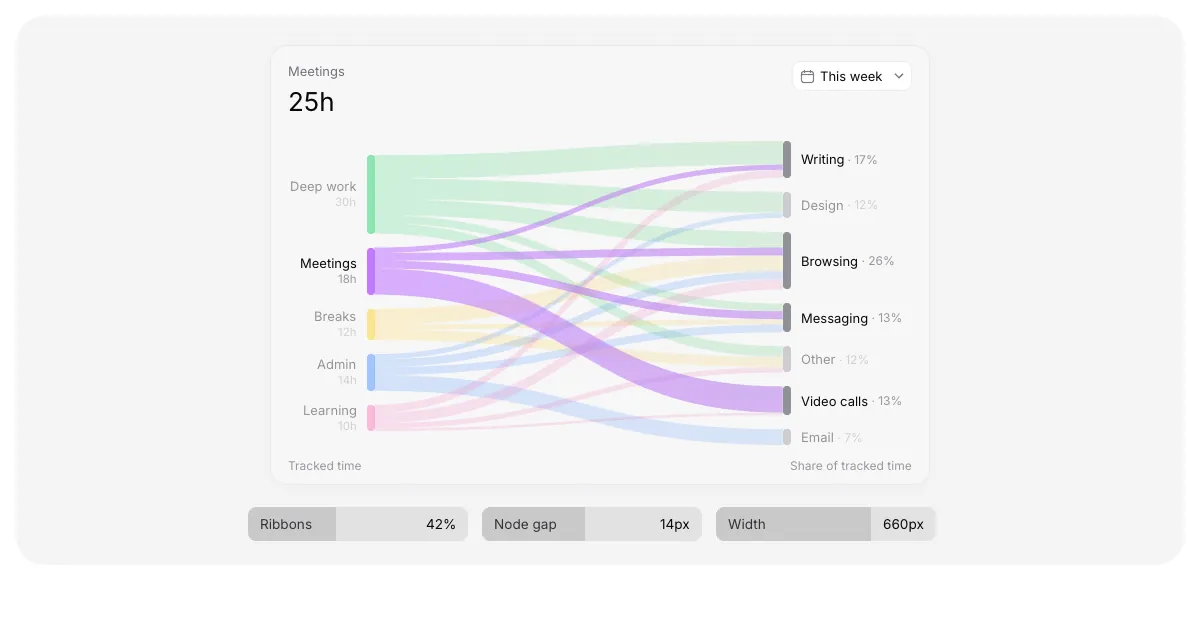 Meetings
25h
This week
Deep work
30h
Meetings
18h
Breaks
12h
Admin
14h
Learning
10h
Writing · 17%
Design · 12%
Browsing · 26%
Messaging · 13%
Other · 12%
Video calls · 13%
Email · 7%
Tracked time
Share of tracked time
Ribbons 42%
Node gap 14px
Width 660px